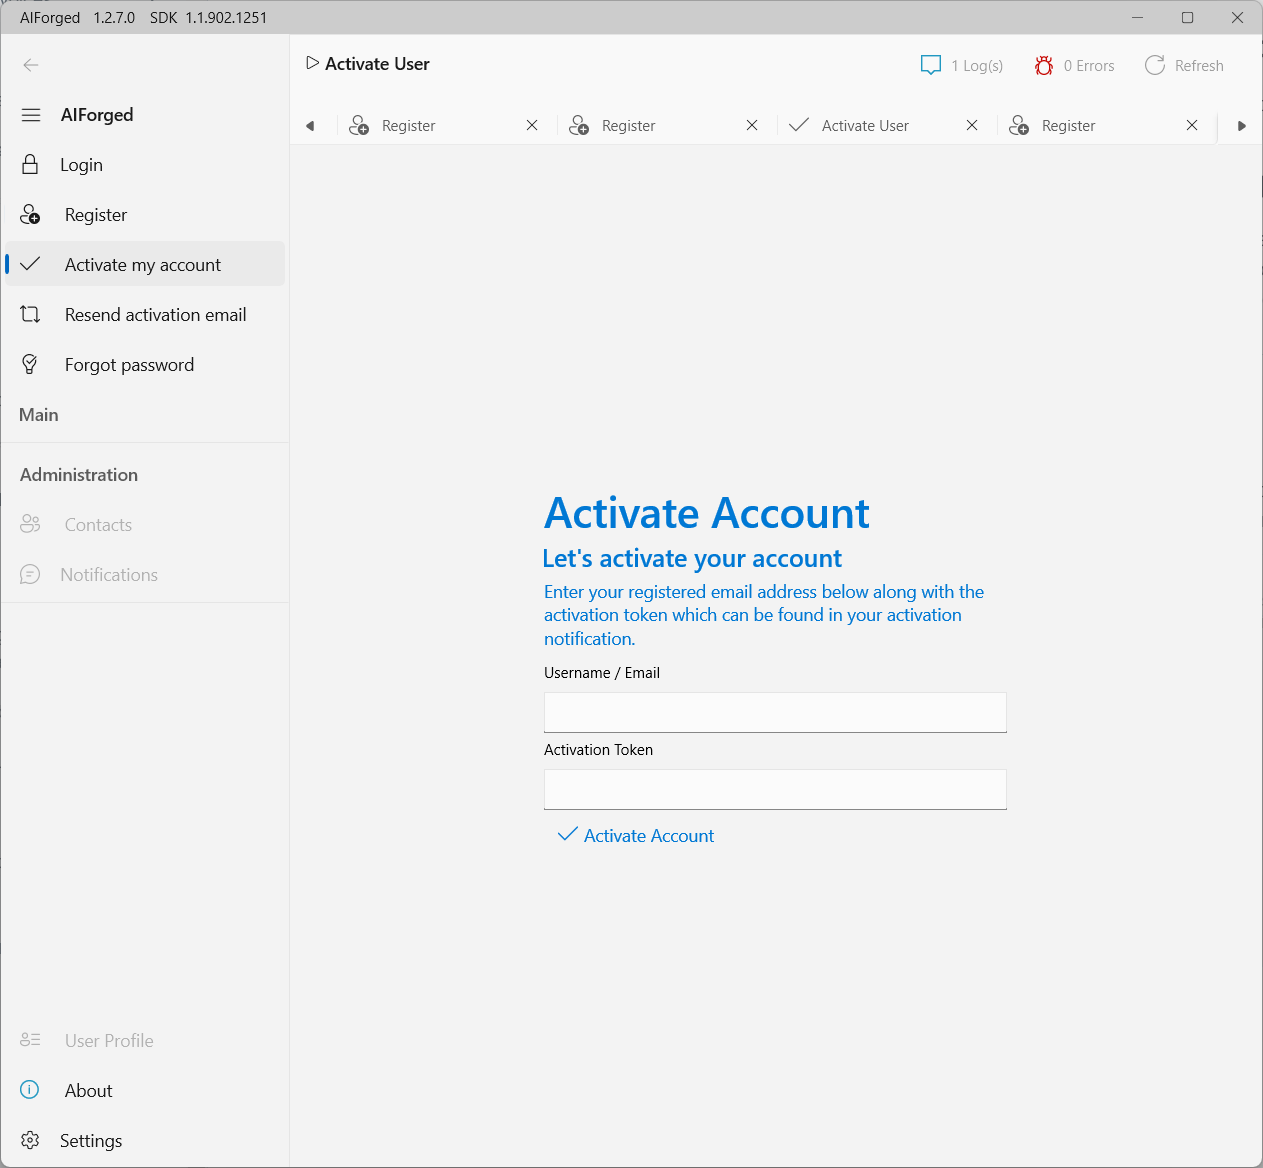 AIForged 1.2.7.0 SDK 1.1.902.1251
AIForged
Login
Register
Activate my account
Resend activation email
Forgot password
Main
Administration
Contacts
Notifications
User Profile
About
Settings
Activate User
1 Log(s)
0 Errors
Refresh
Register
Register
Activate User
Register
Activate Account
Let's activate your account
Enter your registered email address below along with the
activation token which can be found in your activation
notification.
Username / Email
Activation Token
Activate Account